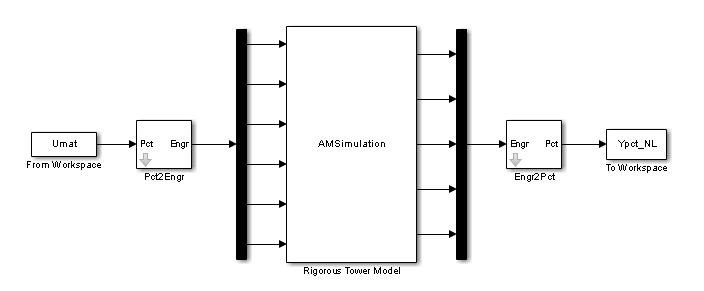 Umat
From Workspace
Pct Engr
Pct2Engr
AMSimulation
Rigorous Tower Model
Engr Pct
Engr2Pct
Ypct_NL
To Workspace